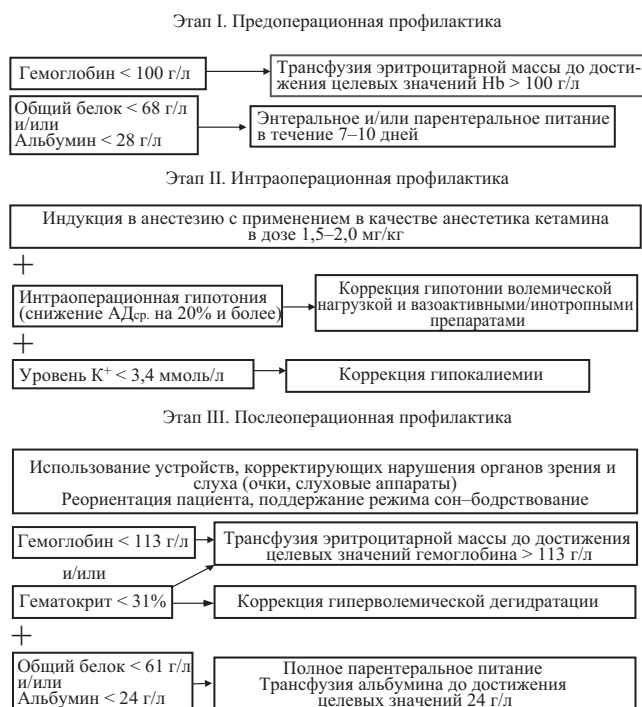 Этап I. Предоперационная профилактика
Гемоглобин < 100 г/л
Трансфузия эритроцитарной массы до дости-
жения целевых значений Hb > 100 г/л
Общий белок < 68 г/л
и/или
Альбумин < 28 г/л
Энтеральное и/или парентеральное питание
в течение 7–10 дней
Этап II. Интраоперационная профилактика
Индукция в анестезию с применением в качестве анестетика кетамина
в дозе 1,5–2,0 мг/кг
+
Интраоперационная гипотония
(снижение АДср. на 20% и более)
Коррекция гипотонии волемической
нагрузкой и вазоактивными/инотропными
препаратами
+
Уровень К+ < 3,4 ммоль/л
Коррекция гипокалиемии
Этап III. Послеоперационная профилактика
Использование устройств, корректирующих нарушения органов зрения и
слуха (очки, слуховые аппараты)
Реориентация пациента, поддержание режима сон–бодрствование
Гемоглобин < 113 г/л
Трансфузия эритроцитарной массы до достижения
целевых значений гемоглобина > 113 г/л
и/или
Гематокрит < 31%
Коррекция гиперволемической дегидратации
+
Общий белок < 61 г/л
и/или
Альбумин < 24 г/л
Полное парентеральное питание
Трансфузия альбумина до достижения
целевых значений 24 г/л